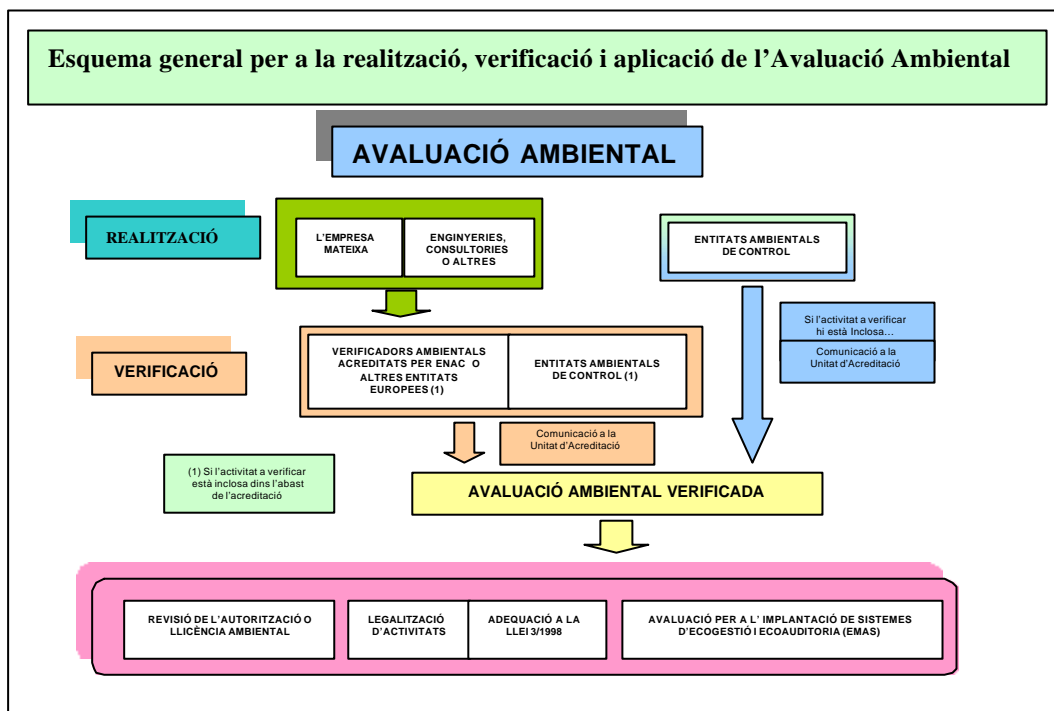 Esquema general per a la realització, verificació i aplicació de l'Avaluació Ambiental
AVALUACIÓ AMBIENTAL
REALITZACIÓ
L'EMPRESA
MATEIXA
ENGINYERIES,
CONSULTORIES
O ALTRES
ENTITATS AMBIENTALS
DE CONTROL
Si l'activitat a verificar
hi està Inclosa…
Comunicació a la
Unitat d'Acreditació
VERIFICACIÓ
VERIFICADORS AMBIENTALS
ACREDITATS PER ENAC O
ALTRES ENTITATS
EUROPEES (1)
ENTITATS AMBIENTALS
DE CONTROL (1)
Comunicació a la
Unitat d'Acreditació
(1) Si l'activitat a verificar
està inclosa dins l'abast
de l'acreditació
AVALUACIÓ AMBIENTAL VERIFICADA
REVISIÓ DE L'AUTORITZACIÓ O
LLICÈNCIA AMBIENTAL
LEGALITZACIÓ
D'ACTIVITATS
ADEQUACIÓ A LA
LLEI 3/1998
AVALUACIÓ PER A L' IMPLANTACIÓ DE SISTEMES
D'ECOGESTIÓ I ECOAUDITORIA (EMAS)